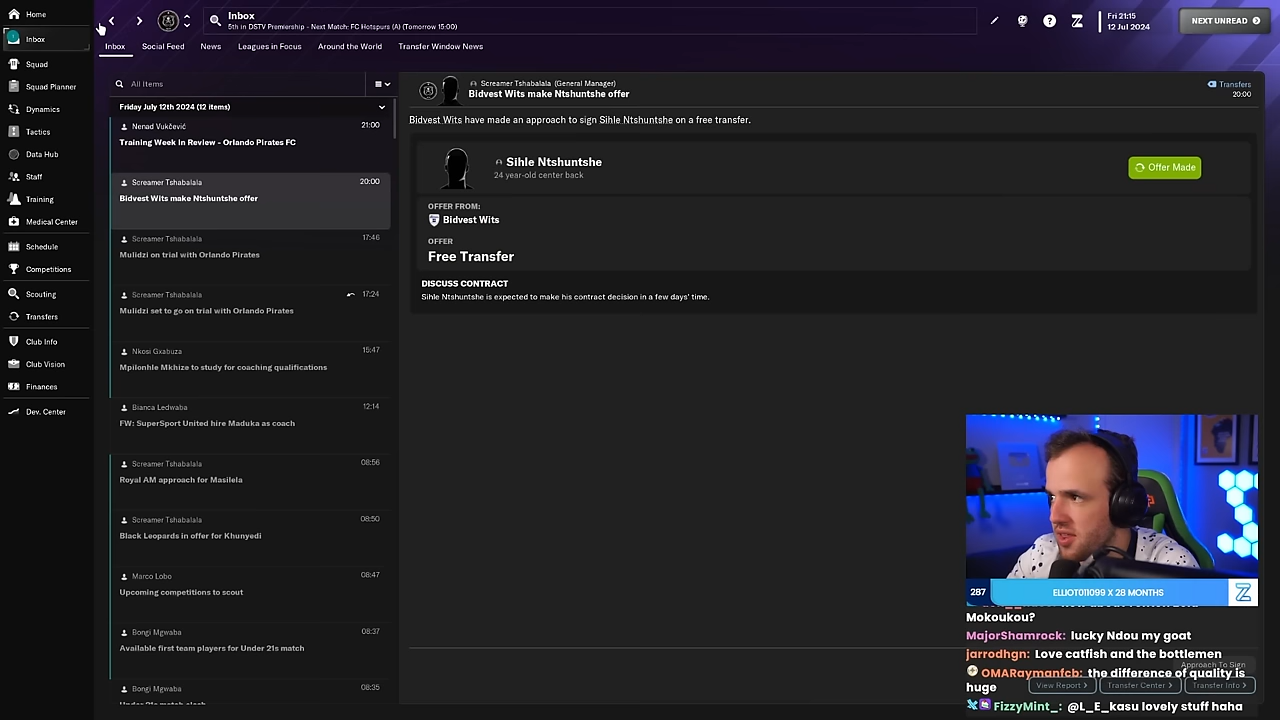 Home
Inbox
Squad
Squad Planner
Dynamics
Tactics
Data Hub
Staff
Training
Medical Center
Schedule
Competitions
Scouting
Transfers
Club Info
Club Vision
Finances
Dev. Center
Inbox
5th in DSTV Premiership - Next Match: FC Hotspurs (A) (Tomorrow 15:00)
Fri 21:15
12 Jul 2024
NEXT UNREAD
Inbox Social Feed News Leagues in Focus Around the World Transfer Window News
All Items
Friday July 12th 2024 (12 items)
Nenad Vukčević 21:00
Training Week In Review - Orlando Pirates FC
Screamer Tshabalala 20:00
Bidvest Wits make Ntshuntshe offer
Screamer Tshabalala 17:46
Mulidzi on trial with Orlando Pirates
Screamer Tshabalala 17:24
Mulidzi set to go on trial with Orlando Pirates
Nkosi Gxabuza 15:47
Mpilonhle Mkhize to study for coaching qualifications
Bianca Ledwaba 12:14
FW: SuperSport United hire Maduka as coach
Screamer Tshabalala 08:56
Royal AM approach for Masilela
Screamer Tshabalala 08:50
Black Leopards in offer for Khunyedi
Marco Lobo 08:47
Upcoming competitions to scout
Bongi Mgwaba 08:37
Available first team players for Under 21s match
Bongi Mgwaba 08:35
Screamer Tshabalala (General Manager)
Bidvest Wits make Ntshuntshe offer
Transfers
20:00
Bidvest Wits have made an approach to sign Sihle Ntshuntshe on a free transfer.
Sihle Ntshuntshe
24 year-old center back
Offer Made
OFFER FROM:
Bidvest Wits
OFFER
Free Transfer
DISCUSS CONTRACT
Sihle Ntshuntshe is expected to make his contract decision in a few days' time.
287 ELLIOT011099 X 28 MONTHS Z
Mokoukou?
MajorShamrock: lucky Ndou my goat
jarrodhgn: Love catfish and the bottlemen
Approach To Sign
OMARaymanfcb: the difference of quality is
huge
View Report Transfer Center Transfer Info
FizzyMint_: @L_E_kasu lovely stuff haha